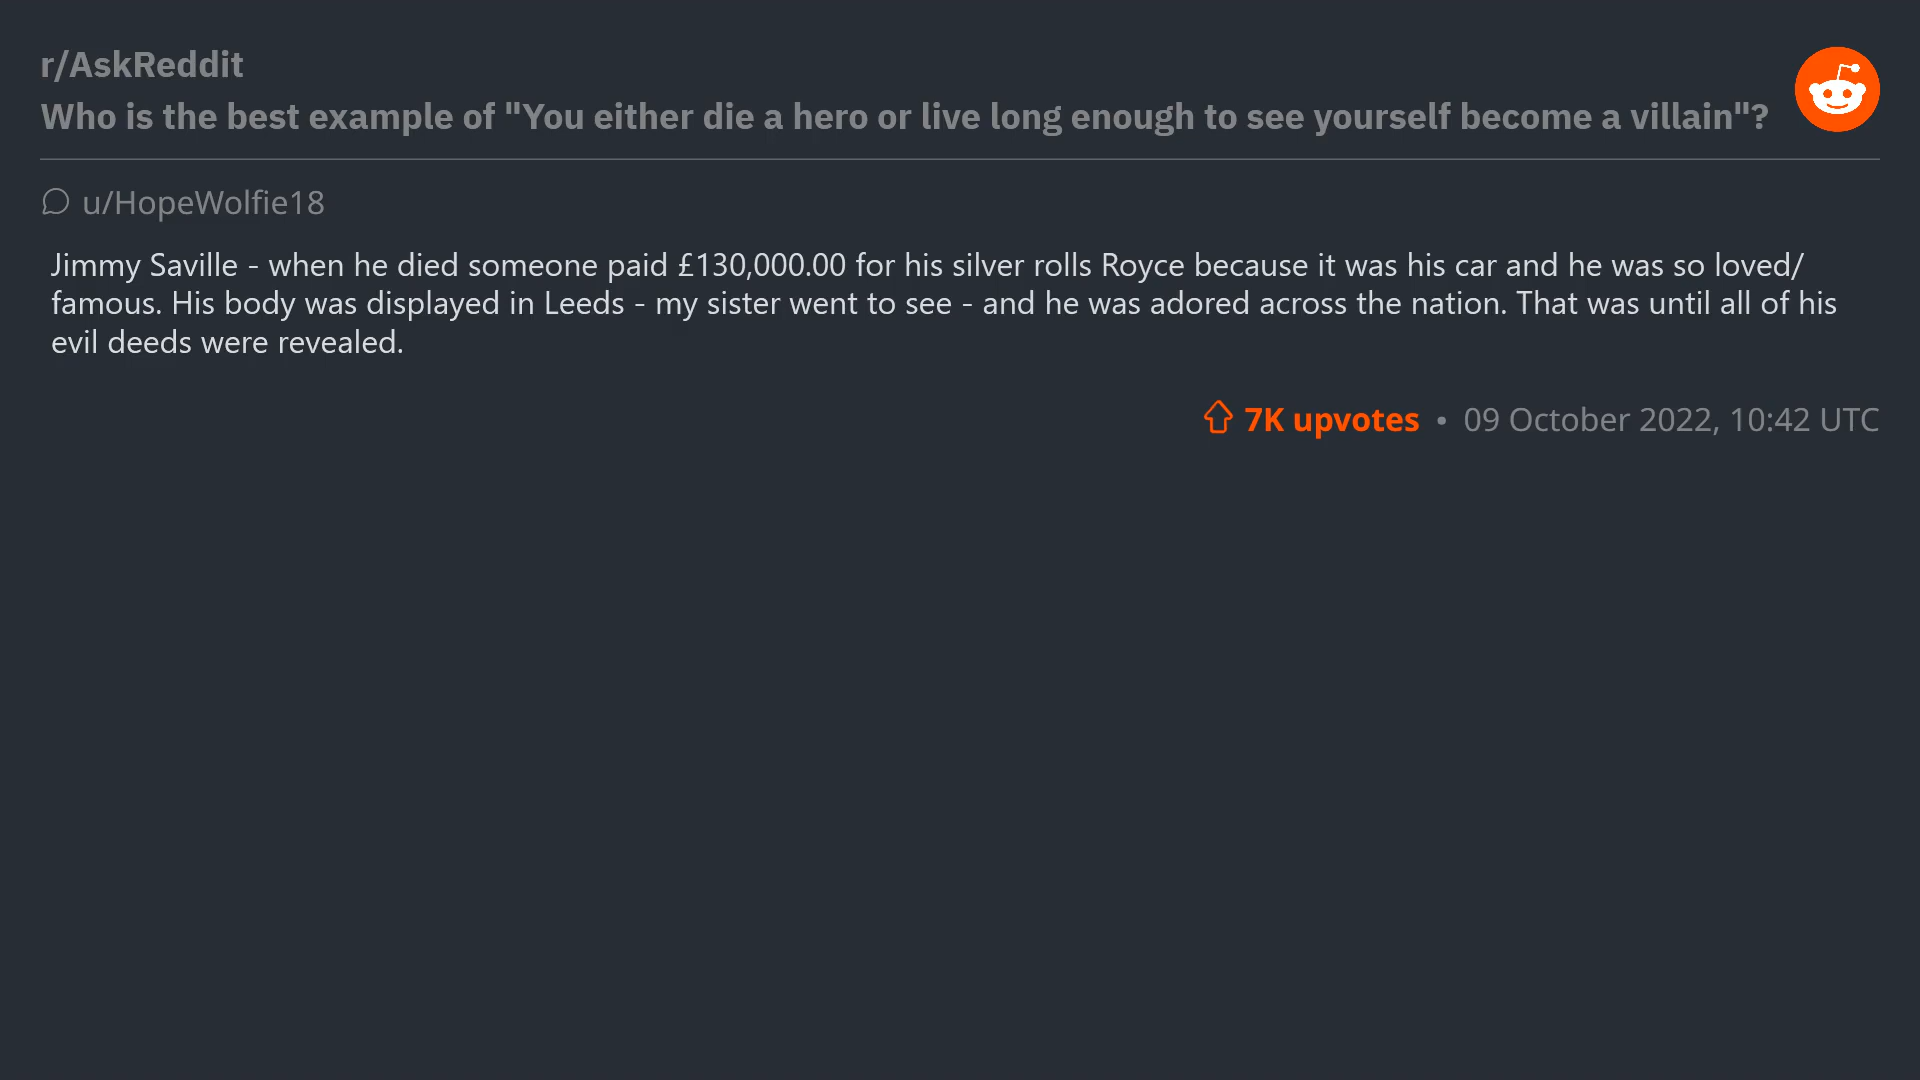 r/AskReddit
Who is the best example of "You either die a hero or live long enough to see yourself become a villain"?
u/HopeWolfie18
Jimmy Saville - when he died someone paid £130,000.00 for his silver rolls Royce because it was his car and he was so loved/
famous. His body was displayed in Leeds - my sister went to see - and he was adored across the nation. That was until all of his
evil deeds were revealed.
7K upvotes • 09 October 2022, 10:42 UTC